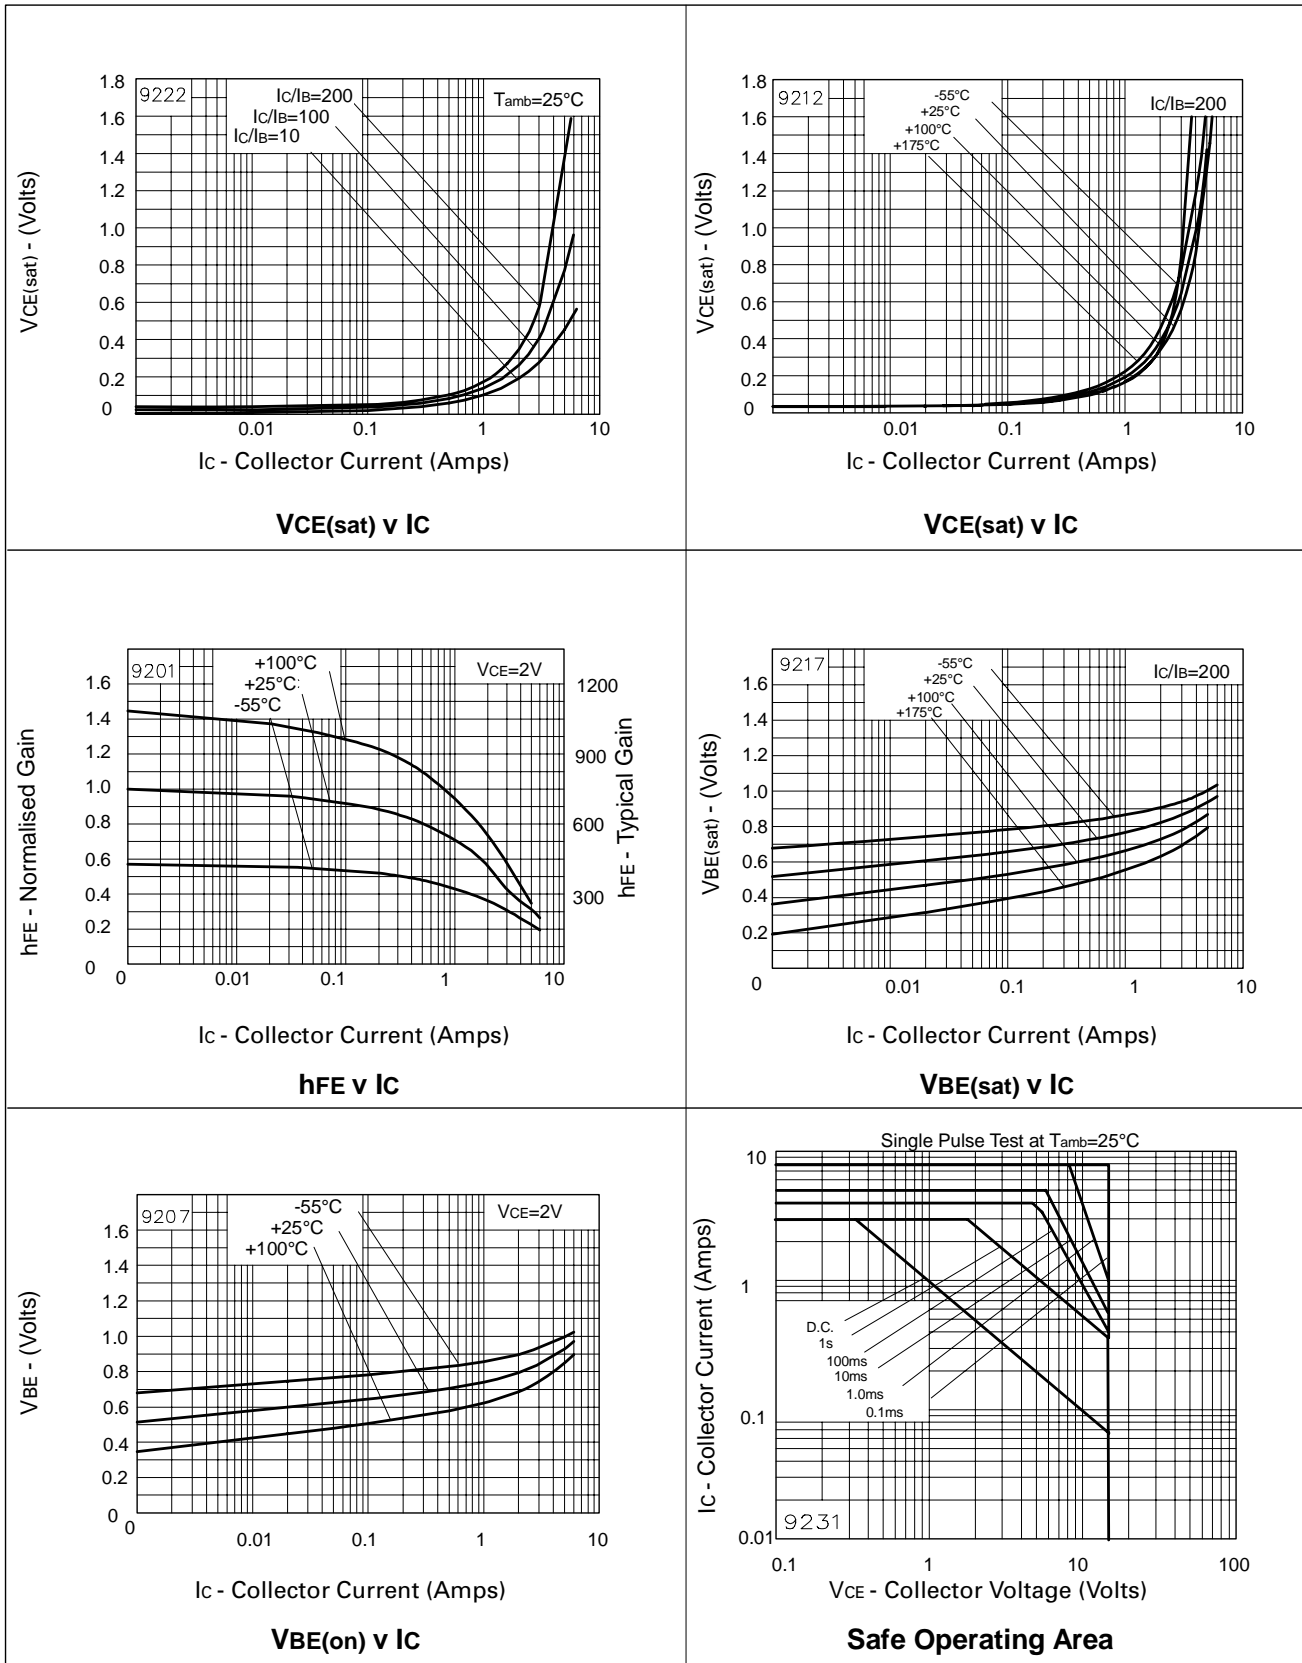 1.8
1.6
1.4
1.2
1.0
0.8
0.6
0.4
0.2
0
9222
IC/IB=200
IC/IB=100
IC/IB=10
Tamb=25°C
VCE(sat) - (Volts)
0.01 0.1 1 10
IC - Collector Current (Amps)
VCE(sat) v IC
1.8
1.6
1.4
1.2
1.0
0.8
0.6
0.4
0.2
0
9212
-55°C
+25°C
+100°C
+175°C
IC/IB=200
VCE(sat) - (Volts)
0.01 0.1 1 10
IC - Collector Current (Amps)
VCE(sat) v IC
1.6
1.4
1.2
1.0
0.8
0.6
0.4
0.2
0
9201
+100°C
+25°C
-55°C
VCE=2V
1200
900
600
300
hFE - Normalised Gain
hFE - Typical Gain
0 0.01 0.1 1 10
IC - Collector Current (Amps)
hFE v IC
1.6
1.4
1.2
1.0
0.8
0.6
0.4
0.2
0
9217
-55°C
+25°C
+100°C
+175°C
IC/IB=200
VBE(sat) - (Volts)
0.01 0.1 1 10
IC - Collector Current (Amps)
VBE(sat) v IC
1.6
1.4
1.2
1.0
0.8
0.6
0.4
0.2
0
9207
-55°C
+25°C
+100°C
VCE=2V
VBE - (Volts)
0 0.01 0.1 1 10
IC - Collector Current (Amps)
VBE(on) v IC
Single Pulse Test at Tamb=25°C
10
1
0.1
0.01
D.C.
1s
100ms
10ms
1.0ms
0.1ms
9231
IC - Collector Current (Amps)
0.1 1 10 100
VCE - Collector Voltage (Volts)
Safe Operating Area